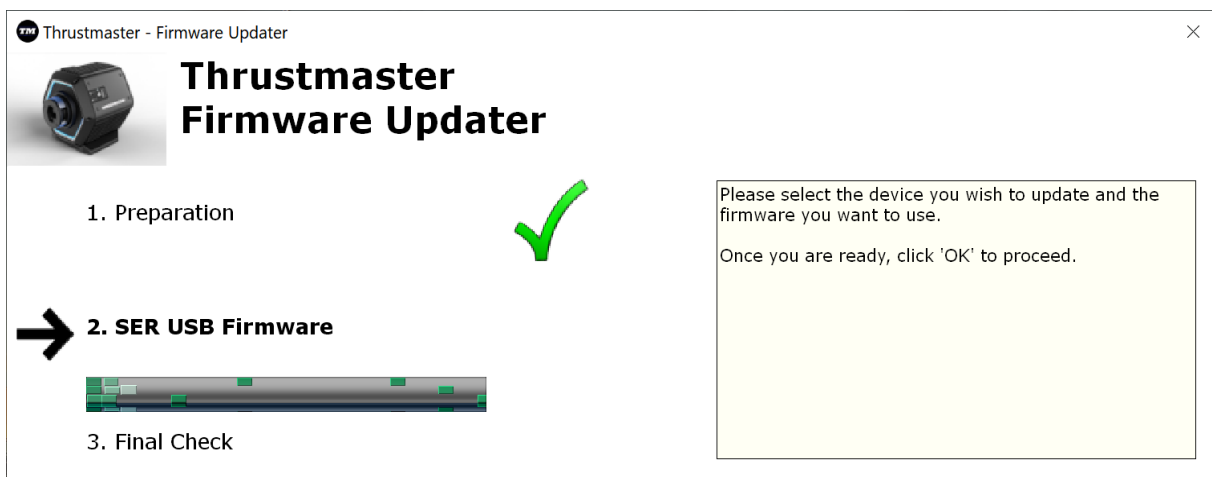 Thrustmaster - Firmware Updater
Thrustmaster
Firmware Updater
1. Preparation
Please select the device you wish to update and the
firmware you want to use.
Once you are ready, click 'OK' to proceed.
2. SER USB Firmware
3. Final Check